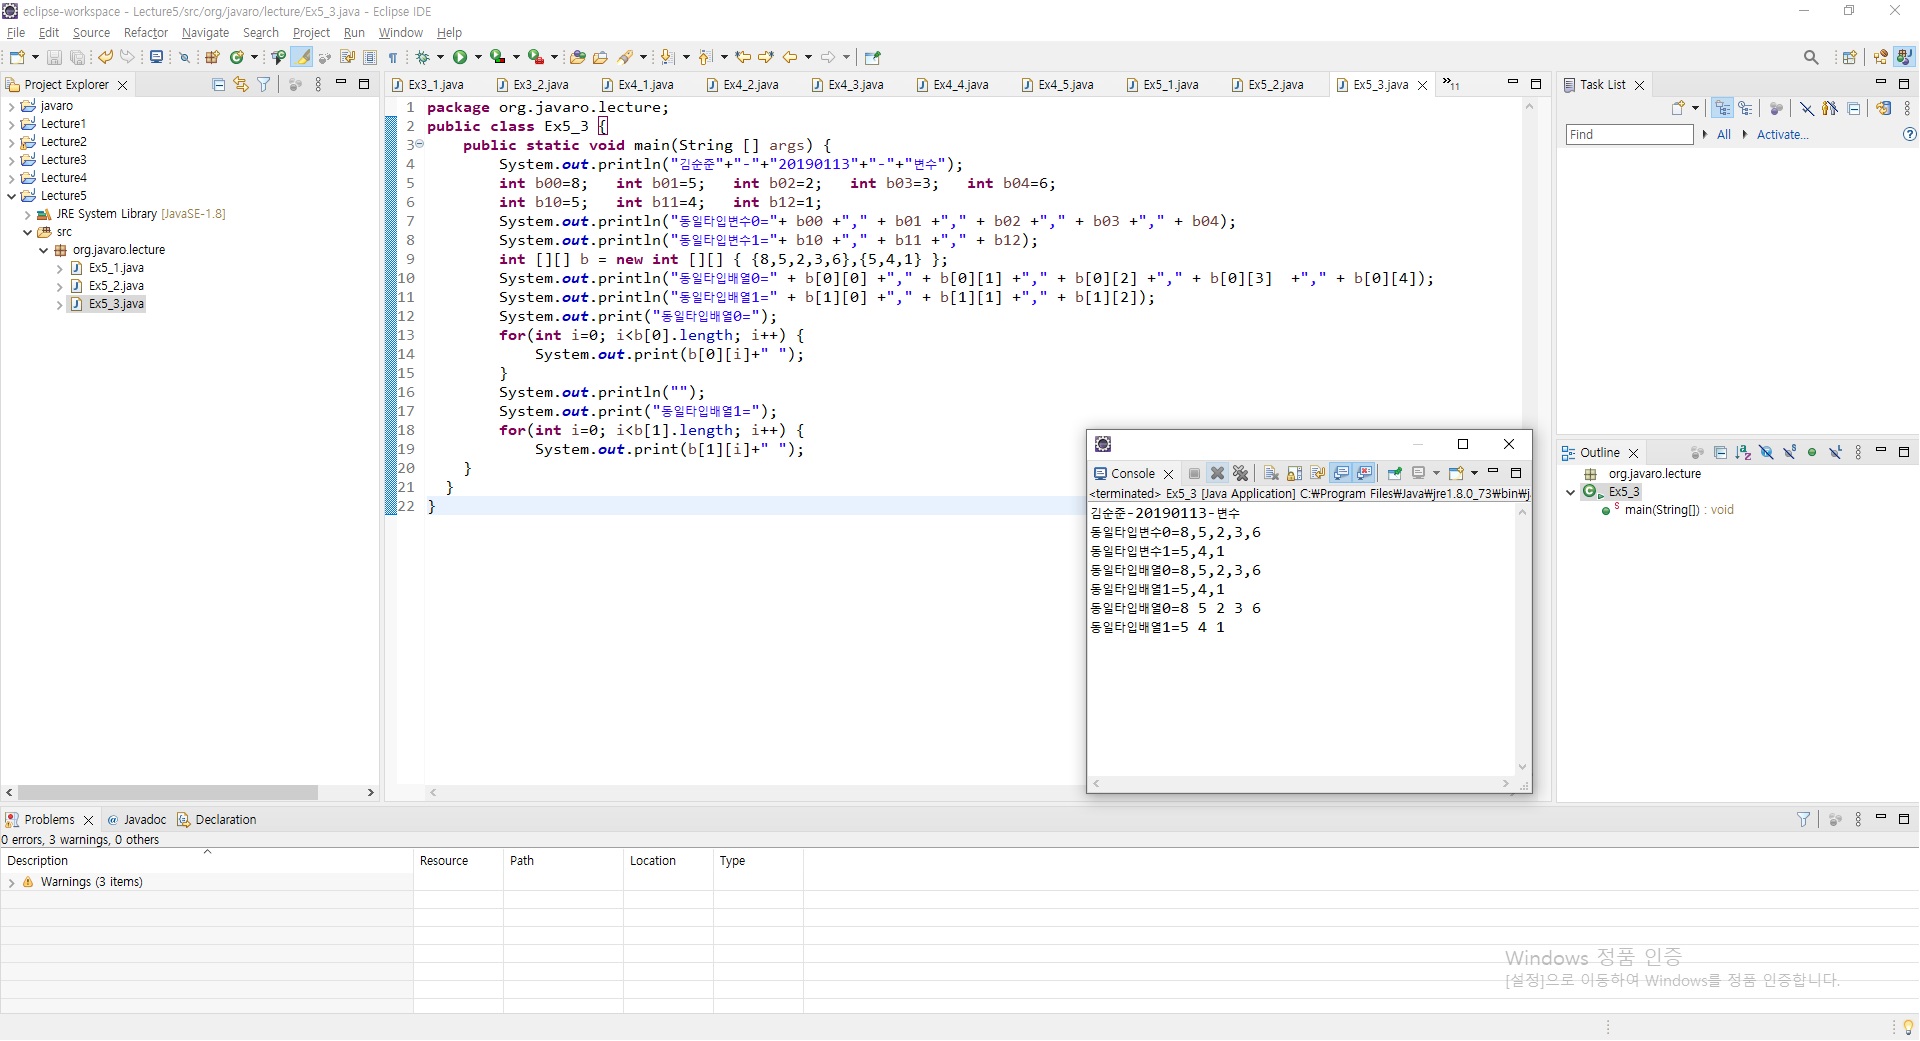 eclipse-workspace - Lecture5/src/org/javaro/lecture/Ex5_3.java - Eclipse IDE
File Edit Source Refactor Navigate Search Project Run Window Help
Project Explorer
javaro
Lecture1
Lecture2
Lecture3
Lecture4
Lecture5
JRE System Library [JavaSE-1.8]
src
org.javaro.lecture
Ex5_1.java
Ex5_2.java
Ex5_3.java
Ex3_1.java Ex3_2.java Ex4_1.java Ex4_2.java Ex4_3.java Ex4_4.java Ex4_5.java Ex5_1.java Ex5_2.java Ex5_3.java »11
1 package org.javaro.lecture;
2 public class Ex5_3 {
3 public static void main(String [] args) {
4 System.out.println("김순준"+"-"+"20190113"+"-"+"변수");
5 int b00=8; int b01=5; int b02=2; int b03=3; int b04=6;
6 int b10=5; int b11=4; int b12=1;
7 System.out.println("동일타입변수0="+ b00 +"," + b01 +"," + b02 +"," + b03 +"," + b04);
8 System.out.println("동일타입변수1="+ b10 +"," + b11 +"," + b12);
9 int [][] b = new int [][] { {8,5,2,3,6},{5,4,1} };
10 System.out.println("동일타입배열0=" + b[0][0] +"," + b[0][1] +"," + b[0][2] +"," + b[0][3] +"," + b[0][4]);
11 System.out.println("동일타입배열1=" + b[1][0] +"," + b[1][1] +"," + b[1][2]);
12 System.out.print("동일타입배열0=");
13 for(int i=0; i<b[0].length; i++) {
14 System.out.print(b[0][i]+" ");
15 }
16 System.out.println("");
17 System.out.print("동일타입배열1=");
18 for(int i=0; i<b[1].length; i++) {
19 System.out.print(b[1][i]+" ");
20 }
21 }
22 }
Console
<terminated> Ex5_3 [Java Application] C:₩Program Files₩Java₩jre1.8.0_73₩bin₩j
김순준-20190113-변수
동일타입변수0=8,5,2,3,6
동일타입변수1=5,4,1
동일타입배열0=8,5,2,3,6
동일타입배열1=5,4,1
동일타입배열0=8 5 2 3 6
동일타입배열1=5 4 1
Task List
Find All Activate...
Outline
org.javaro.lecture
Ex5_3
main(String[]) : void
Problems Javadoc Declaration
0 errors, 3 warnings, 0 others
Description Resource Path Location Type
Warnings (3 items)
Windows 정품 인증
[설정]으로 이동하여 Windows를 정품 인증합니다.